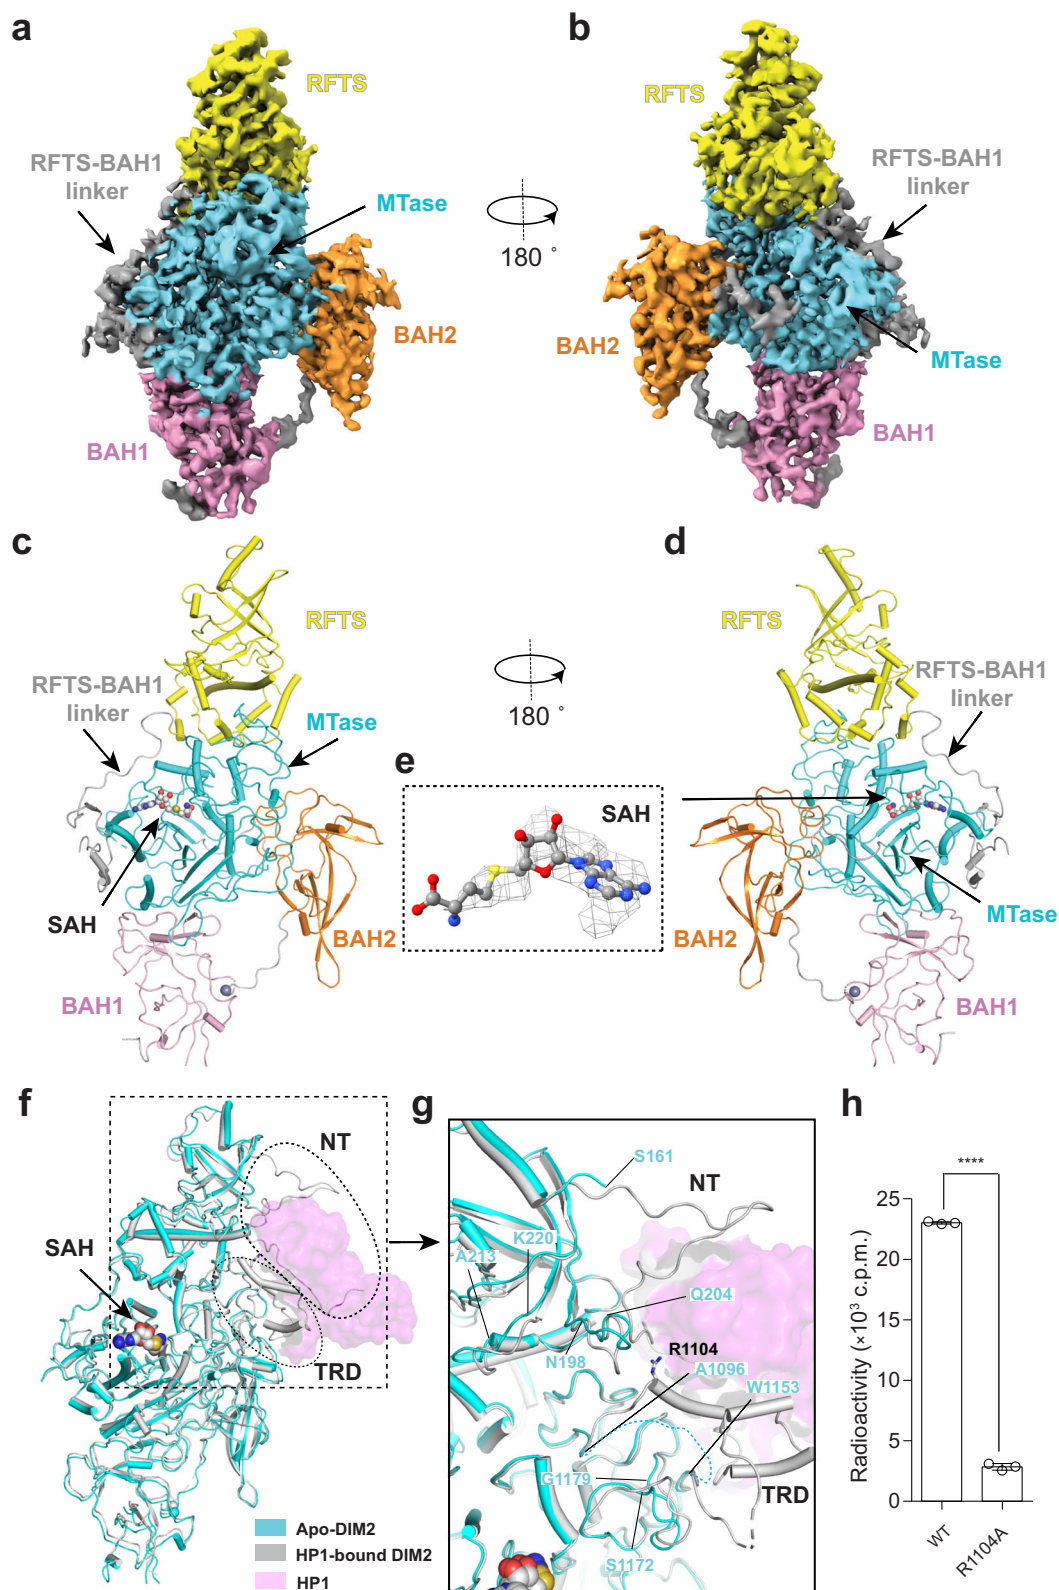 a
b
RFTS
RFTS
RFTS-BAH1
linker
RFTS-BAH1
linker
MTase
180 °
BAH2
BAH2
MTase
BAH1
BAH1
c
d
RFTS
RFTS
RFTS-BAH1
linker
RFTS-BAH1
linker
MTase
180 °
e
SAH
SAH
MTase
BAH2
BAH2
BAH1
BAH1
f
NT
SAH
TRD
Apo-DIM2
HP1-bound DIM2
HP1
g
S161
NT
K220
A213
Q204
N198
R1104
A1096
W1153
G1179
TRD
S1172
h
****
Radioactivity (×10³ c.p.m.)
25
20
15
10
5
0
WT
R1104A